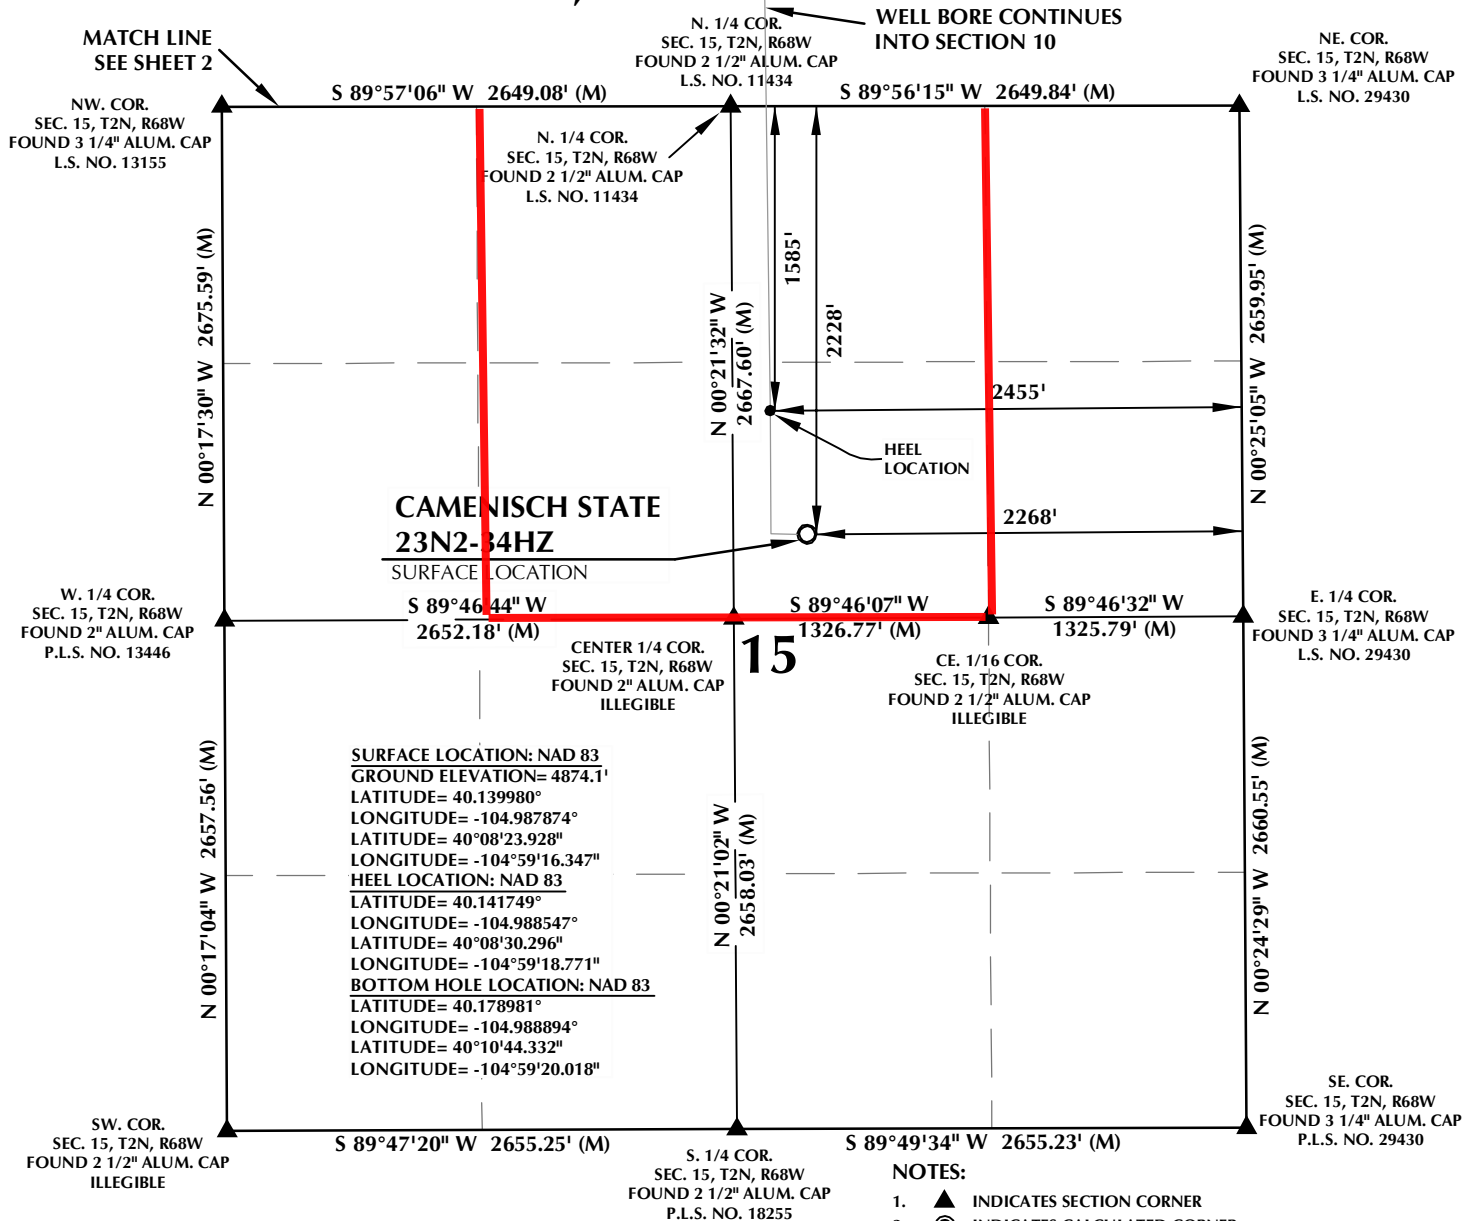 WELL BORE CONTINUES
INTO SECTION 10
MATCH LINE
SEE SHEET 2
N. 1/4 COR.
SEC. 15, T2N, R68W
FOUND 2 1/2" ALUM. CAP
L.S. NO. 11434
NE. COR.
SEC. 15, T2N, R68W
FOUND 3 1/4" ALUM. CAP
L.S. NO. 29430
NW. COR.
SEC. 15, T2N, R68W
FOUND 3 1/4" ALUM. CAP
L.S. NO. 13155
S 89°57'06" W 2649.08' (M)
S 89°56'15" W 2649.84' (M)
N. 1/4 COR.
SEC. 15, T2N, R68W
FOUND 2 1/2" ALUM. CAP
L.S. NO. 11434
N 00°17'30" W 2675.59' (M)
N 00°21'32" W
2667.60' (M)
1585'
2228'
N 00°25'05" W 2659.95' (M)
2455'
HEEL
LOCATION
CAMENISCH STATE
23N2-34HZ
SURFACE LOCATION
2268'
W. 1/4 COR.
SEC. 15, T2N, R68W
FOUND 2" ALUM. CAP
P.L.S. NO. 13446
S 89°46'44" W
2652.18' (M)
S 89°46'07" W
1326.77' (M)
S 89°46'32" W
1325.79' (M)
E. 1/4 COR.
SEC. 15, T2N, R68W
FOUND 3 1/4" ALUM. CAP
L.S. NO. 29430
CENTER 1/4 COR.
SEC. 15, T2N, R68W
FOUND 2" ALUM. CAP
ILLEGIBLE
15
CE. 1/16 COR.
SEC. 15, T2N, R68W
FOUND 2 1/2" ALUM. CAP
ILLEGIBLE
N 00°17'04" W 2657.56' (M)
SURFACE LOCATION: NAD 83
GROUND ELEVATION= 4874.1'
LATITUDE= 40.139980°
LONGITUDE= -104.987874°
LATITUDE= 40°08'23.928"
LONGITUDE= -104°59'16.347"
HEEL LOCATION: NAD 83
LATITUDE= 40.141749°
LONGITUDE= -104.988547°
LATITUDE= 40°08'30.296"
LONGITUDE= -104°59'18.771"
BOTTOM HOLE LOCATION: NAD 83
LATITUDE= 40.178981°
LONGITUDE= -104.988894°
LATITUDE= 40°10'44.332"
LONGITUDE= -104°59'20.018"
N 00°21'02" W
2658.03' (M)
N 00°24'29" W 2660.55' (M)
SW. COR.
SEC. 15, T2N, R68W
FOUND 2 1/2" ALUM. CAP
ILLEGIBLE
S 89°47'20" W 2655.25' (M)
S 89°49'34" W 2655.23' (M)
SE. COR.
SEC. 15, T2N, R68W
FOUND 3 1/4" ALUM. CAP
P.L.S. NO. 29430
S. 1/4 COR.
SEC. 15, T2N, R68W
FOUND 2 1/2" ALUM. CAP
P.L.S. NO. 18255
NOTES:
1. ▲ INDICATES SECTION CORNER